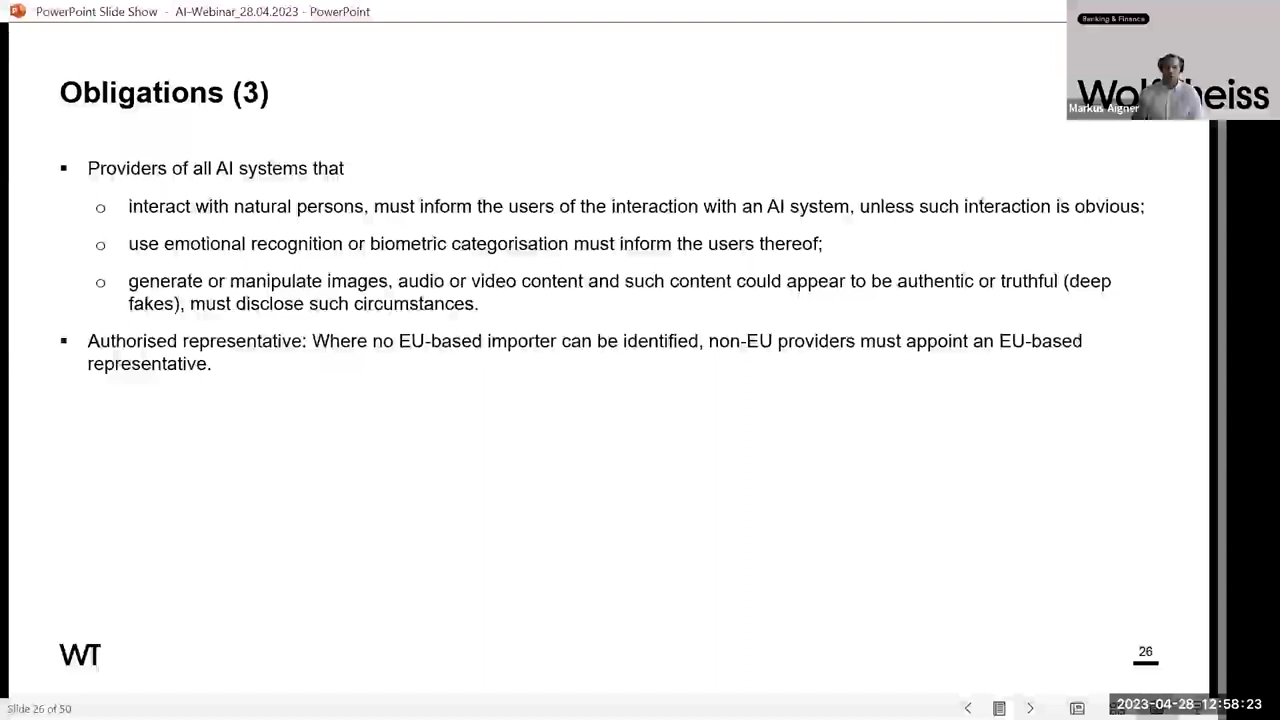 PowerPoint Slide Show - AI-Webinar_28.04.2023 - PowerPoint
Banking & Finance
Markus Aigner
Obligations (3)
▪ Providers of all AI systems that
o interact with natural persons, must inform the users of the interaction with an AI system, unless such interaction is obvious;
o use emotional recognition or biometric categorisation must inform the users thereof;
o generate or manipulate images, audio or video content and such content could appear to be authentic or truthful (deep
fakes), must disclose such circumstances.
▪ Authorised representative: Where no EU-based importer can be identified, non-EU providers must appoint an EU-based
representative.
WT
26
Slide 26 of 50
2023-04-28 12:58:23